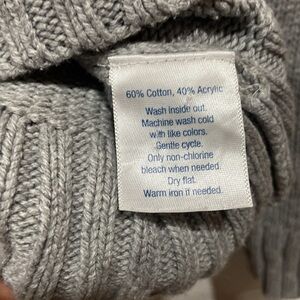 60% Cotton, 40% Acrylic
Wash inside out.
Machine wash cold
with like colors.
Gentle cycle.
Only non-chlorine
bleach when needed.
Dry flat.
Warm iron if needed.